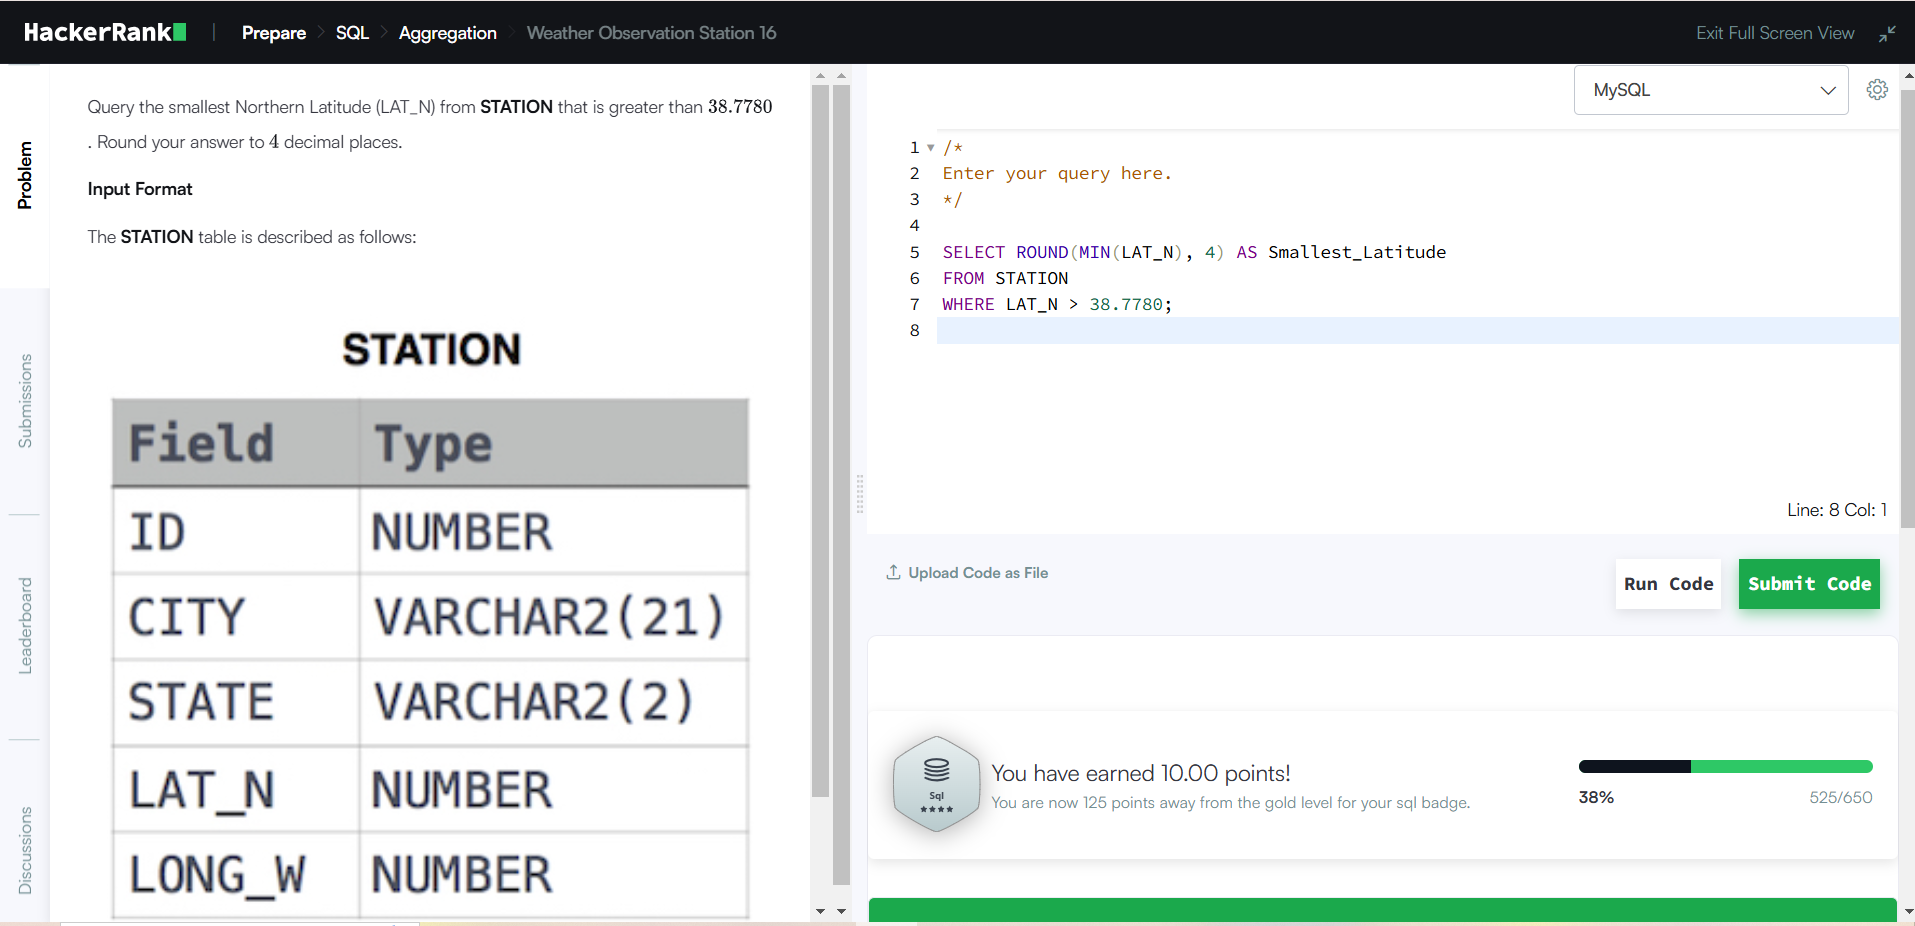 HackerRank | Prepare > SQL > Aggregation > Weather Observation Station 16
Exit Full Screen View
Problem
Submissions
Leaderboard
Discussions
Query the smallest Northern Latitude (LAT_N) from STATION that is greater than 38.7780
. Round your answer to 4 decimal places.
Input Format
The STATION table is described as follows:
STATION
Field Type
ID NUMBER
CITY VARCHAR2(21)
STATE VARCHAR2(2)
LAT_N NUMBER
LONG_W NUMBER
MySQL
1 /*
2 Enter your query here.
3 */
4
5 SELECT ROUND(MIN(LAT_N), 4) AS Smallest_Latitude
6 FROM STATION
7 WHERE LAT_N > 38.7780;
8
Line: 8 Col: 1
Upload Code as File
Run Code
Submit Code
Sql
You have earned 10.00 points!
You are now 125 points away from the gold level for your sql badge.
38%
525/650